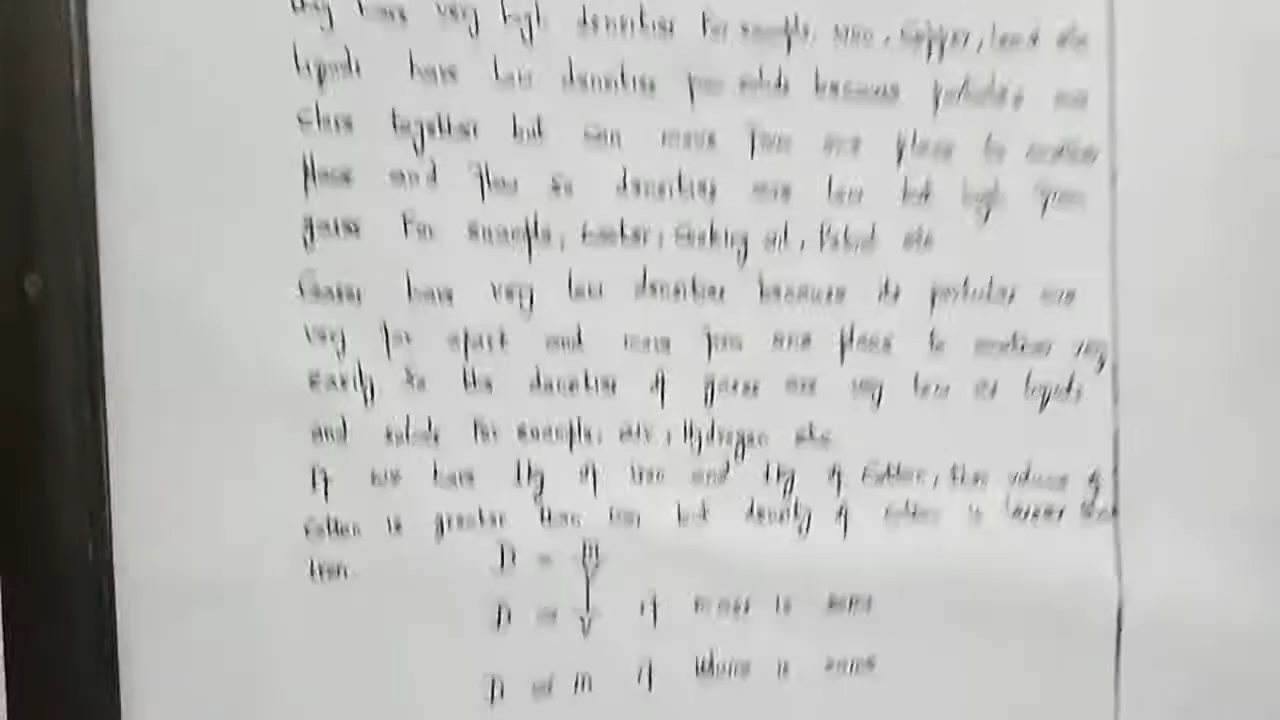 they have very high densities For example, iron, copper, lead etc
liquids have low densities than solids because particles are
close together but can move from one place to another
place and flow so densities are low but high than
gases For example, water, cooking oil, Petrol etc
Gases have very low densities because its particles are
very far apart and move from one place to another very
easily so the densities of gases are very low as liquids
and solids For example, air, Hydrogen etc
If we have 1kg of iron and 1kg of cotton, then volume of
cotton is greater than iron but density of cotton is lesser than
iron.
D = m
D v if mass is same
D m if volume is same